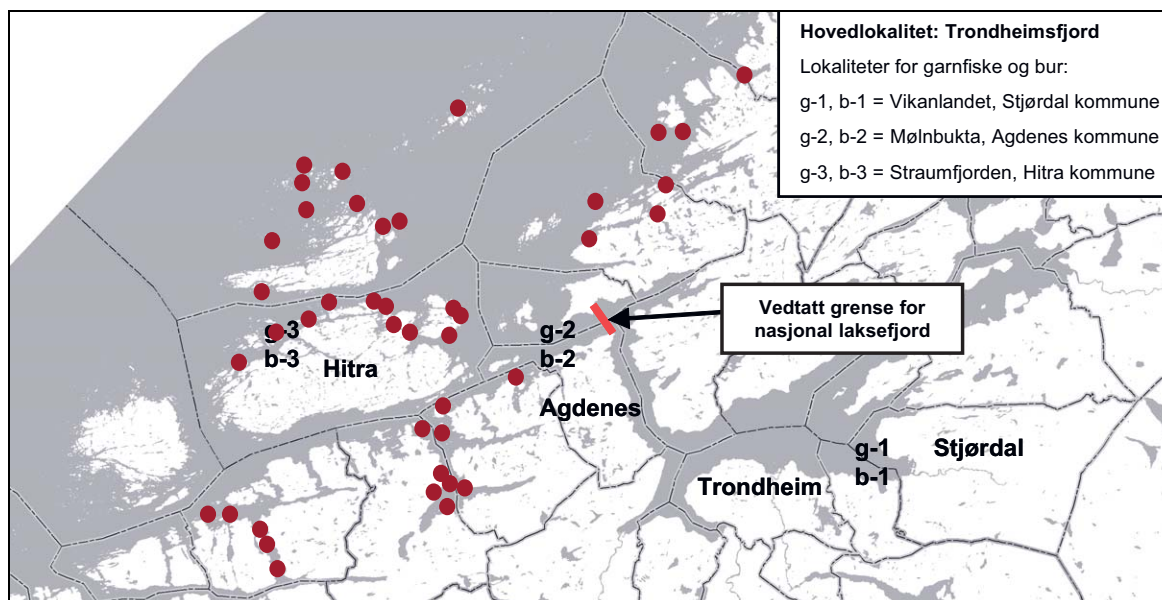 Hovedlokalitet: Trondheimsfjord
Lokaliteter for garnfiske og bur:
g-1, b-1 = Vikanlandet, Stjørdal kommune
g-2, b-2 = Mølnbukta, Agdenes kommune
g-3, b-3 = Straumfjorden, Hitra kommune
Vedtatt grense for
nasjonal laksefjord
g-3
b-3
Hitra
g-2
b-2
Agdenes
g-1
b-1
Stjørdal
Trondheim